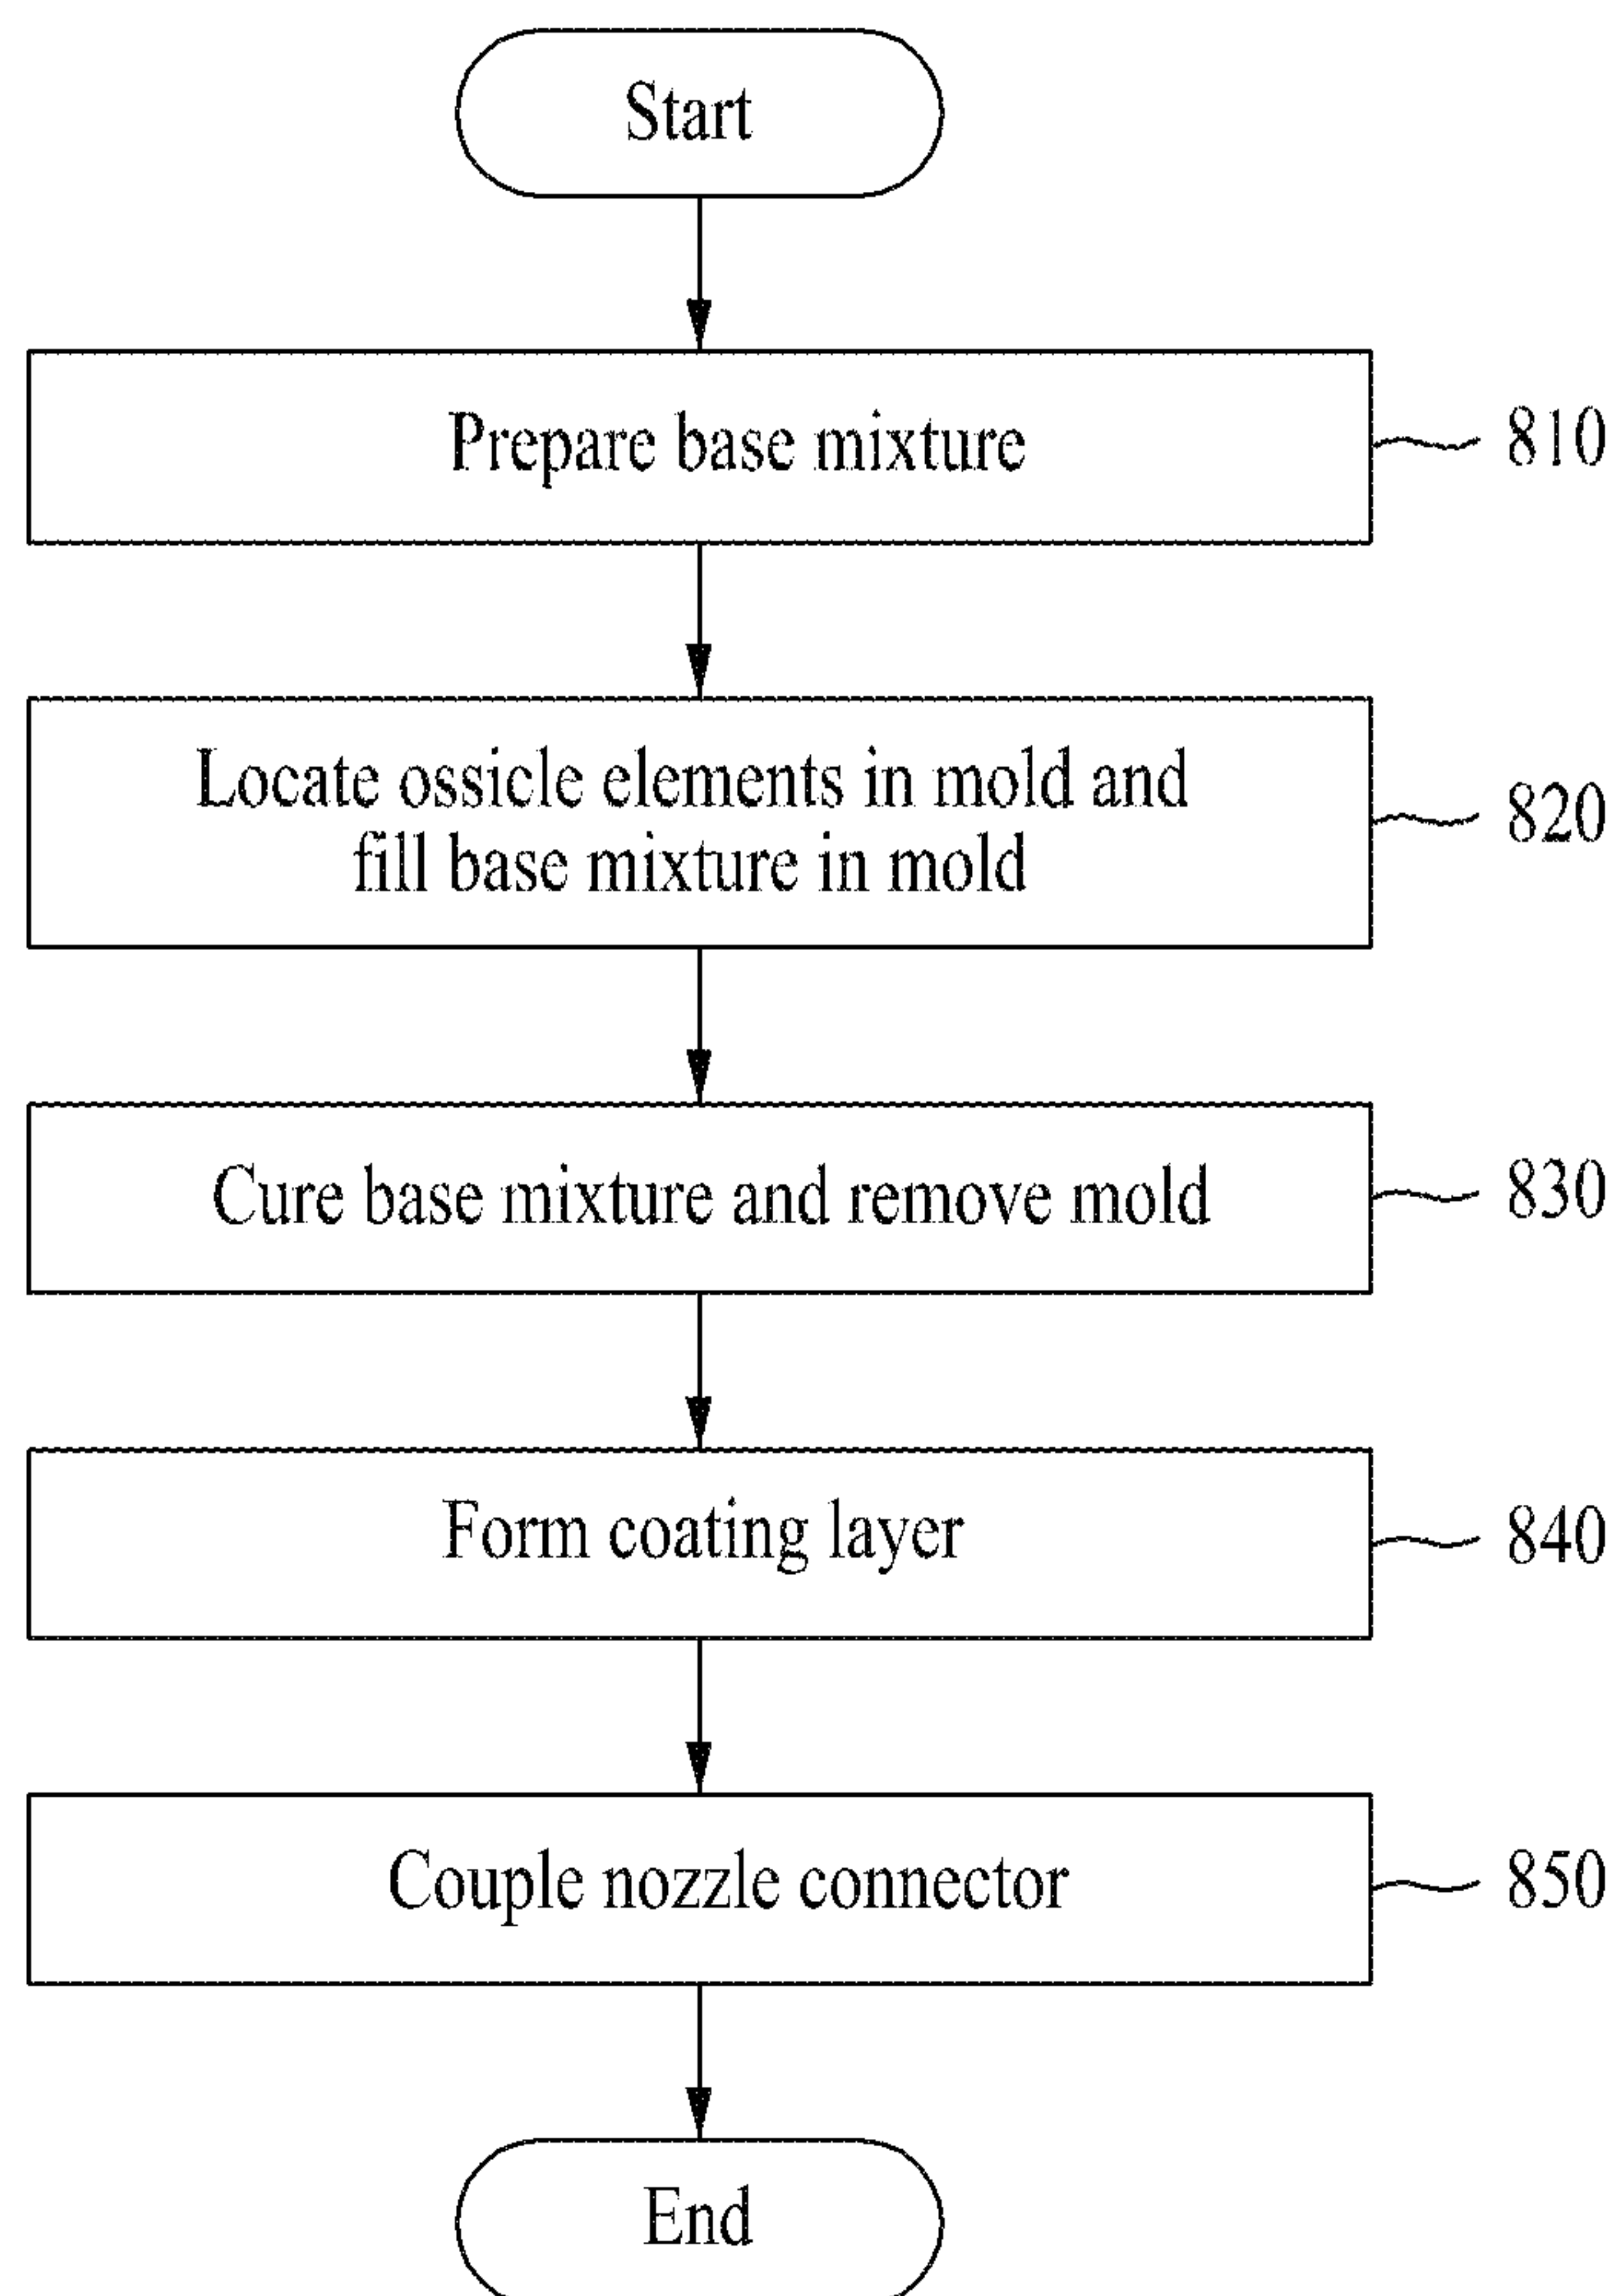 Start
Prepare base mixture
810
Locate ossicle elements in mold and
fill base mixture in mold
820
Cure base mixture and remove mold
830
Form coating layer
840
Couple nozzle connector
850
End